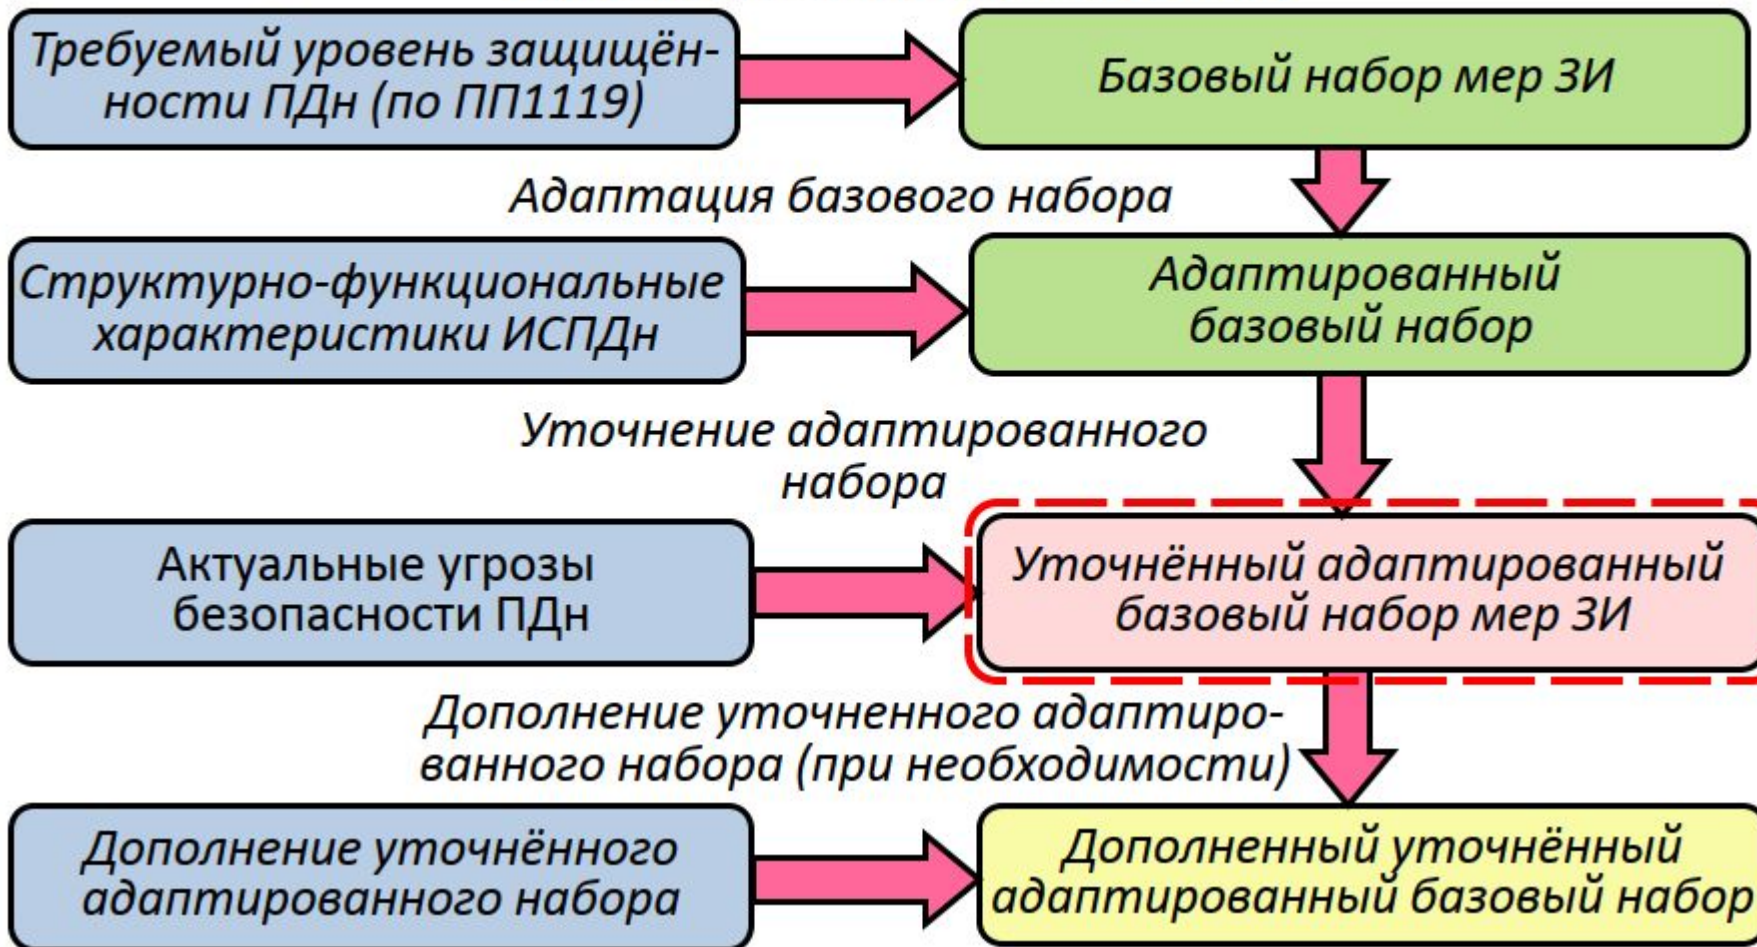 Требуемый уровень защищён-
ности ПДн (по ПП1119)
Базовый набор мер ЗИ
Адаптация базового набора
Структурно-функциональные
характеристики ИСПДн
Адаптированный
базовый набор
Уточнение адаптированного
набора
Актуальные угрозы
безопасности ПДн
Уточнённый адаптированный
базовый набор мер ЗИ
Дополнение уточненного адаптиро-
ванного набора (при необходимости)
Дополнение уточнённого
адаптированного набора
Дополненный уточнённый
адаптированный базовый набор